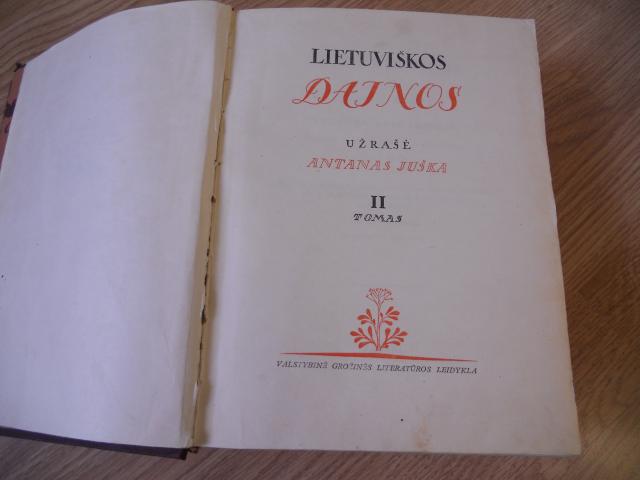 LIETUVIŠKOS
DAINOS
UŽRAŠĖ
ANTANAS JUŠKA
II
TOMAS
VALSTYBINĖ GROŽINĖS LITERATŪROS LEIDYKLA